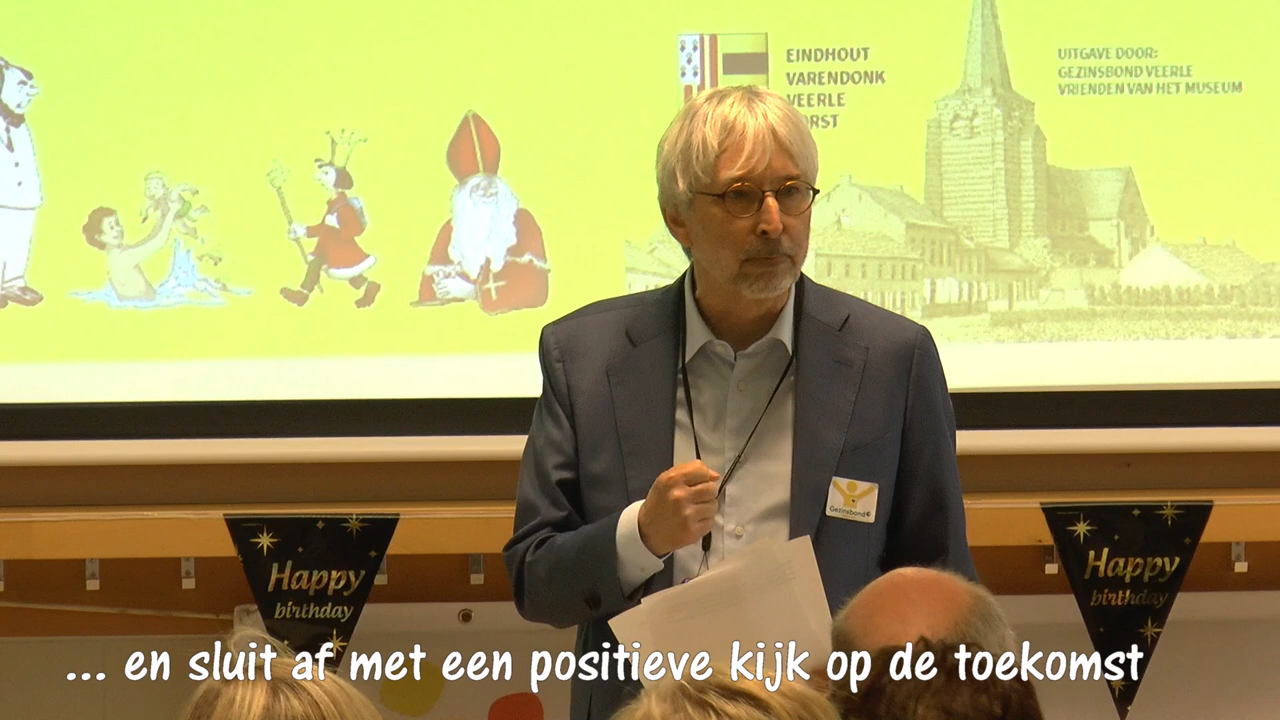 EINDHOUT
VARENDONK
VEERLE
ORST
UITGAVE DOOR:
GEZINSBOND VEERLE
VRIENDEN VAN HET MUSEUM
Gezinsbond
Happy
birthday
Happy
birthday
... en sluit af met een positieve kijk op de toekomst